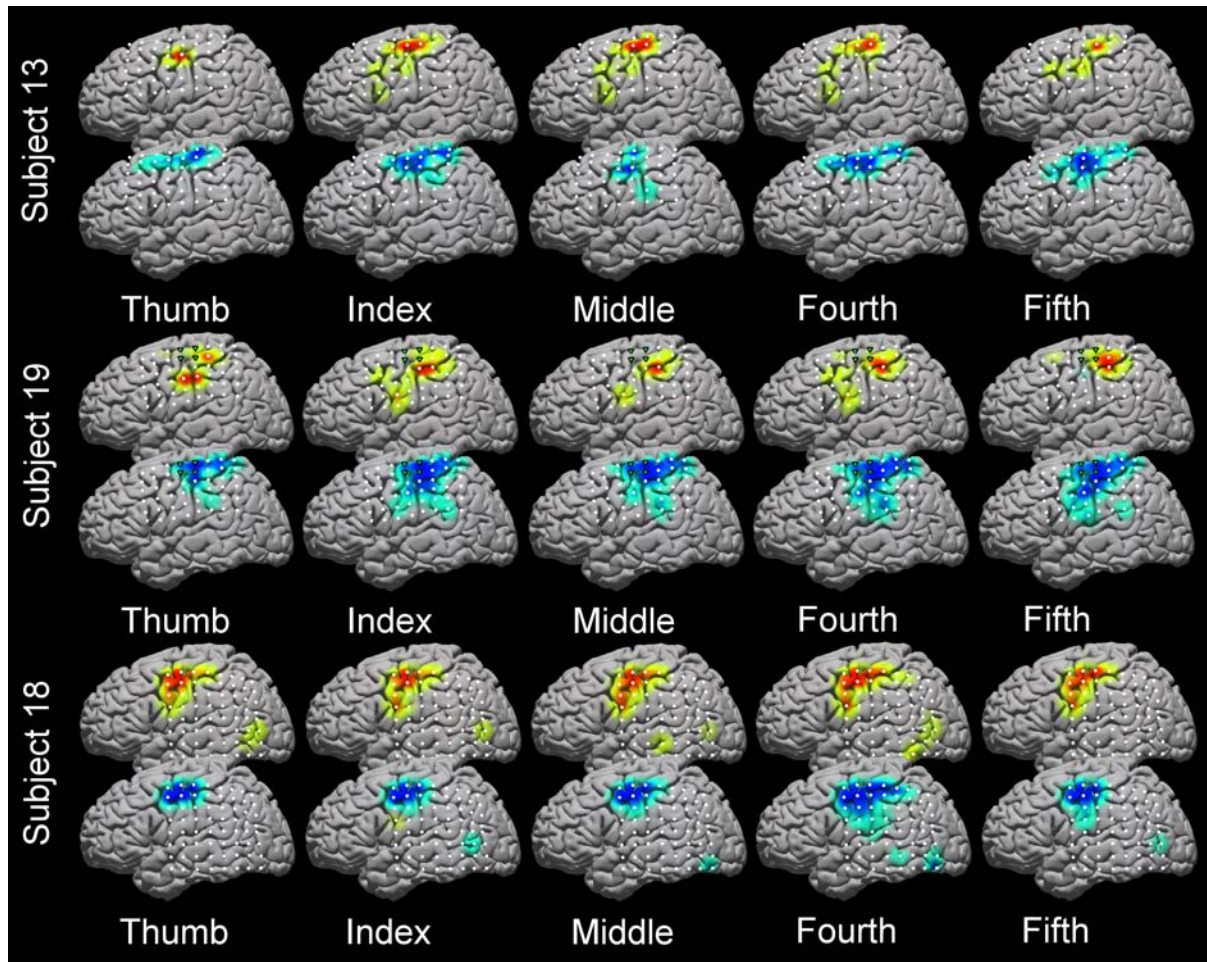 Subject 13
Thumb Index Middle Fourth Fifth
Subject 19
Thumb Index Middle Fourth Fifth
Subject 18
Thumb Index Middle Fourth Fifth